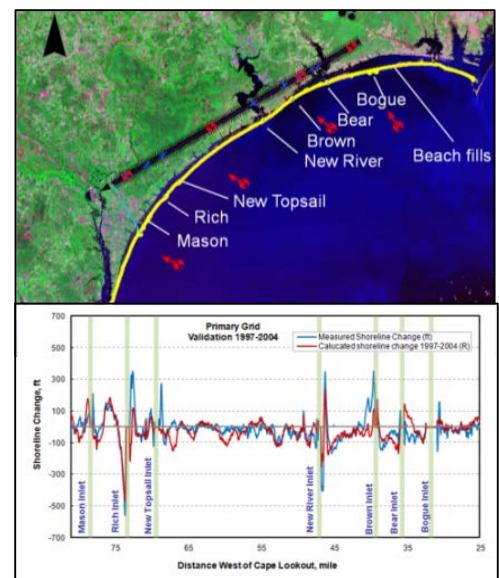 Bogue
Bear
Brown
New River
Beach fills
New Topsail
Rich
Mason
Primary Grid
Validation 1997-2004
Measured Shoreline Change (ft)
Calucated shoreline change 1997-2004 (R)
Shoreline Change, ft
700
500
300
100
-100
-300
-500
-700
Mason Inlet
Rich Inlet
New Topsail Inlet
New River Inlet
Brown Inlet
Bear Inlet
Bogue Inlet
75
65
55
45
35
25
Distance West of Cape Lookout, mile